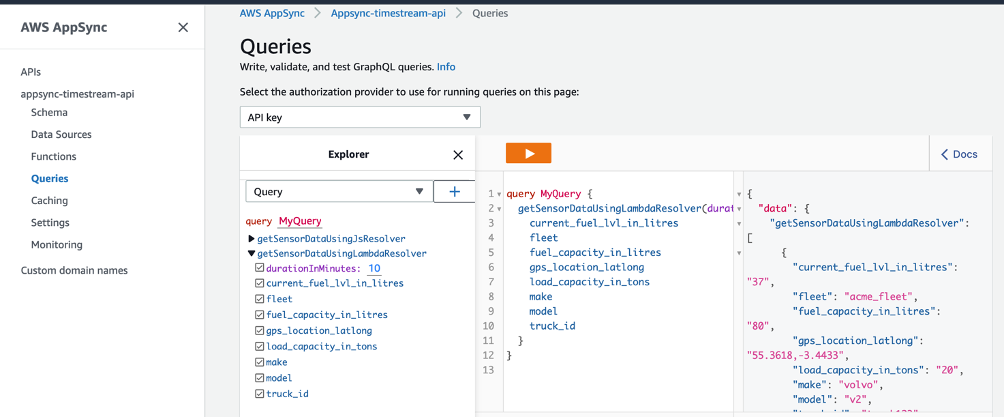 AWS AppSync
APIs
appsync-timestream-api
Schema
Data Sources
Functions
Queries
Caching
Settings
Monitoring
Custom domain names
AWS AppSync > Appsync-timestream-api > Queries
Queries
Write, validate, and test GraphQL queries. Info
Select the authorization provider to use for running queries on this page:
API key
Explorer
Query
query MyQuery
getSensorDataUsingJsResolver
getSensorDataUsingLambdaResolver
durationInMinutes: 10
current_fuel_lvl_in_litres
fleet
fuel_capacity_in_litres
gps_location_latlong
load_capacity_in_tons
make
model
truck_id
Docs
1 query MyQuery {
2 getSensorDataUsingLambdaResolver(durat
3 current_fuel_lvl_in_litres
4 fleet
5 fuel_capacity_in_litres
6 gps_location_latlong
7 load_capacity_in_tons
8 make
9 model
10 truck_id
11 }
12 }
13
{
"data": {
"getSensorDataUsingLambdaResolver":
[
{
"current_fuel_lvl_in_litres":
"37",
"fleet": "acme_fleet",
"fuel_capacity_in_litres":
"80",
"gps_location_latlong":
"55.3618,-3.4433",
"load_capacity_in_tons": "20",
"make": "volvo",
"model": "v2",